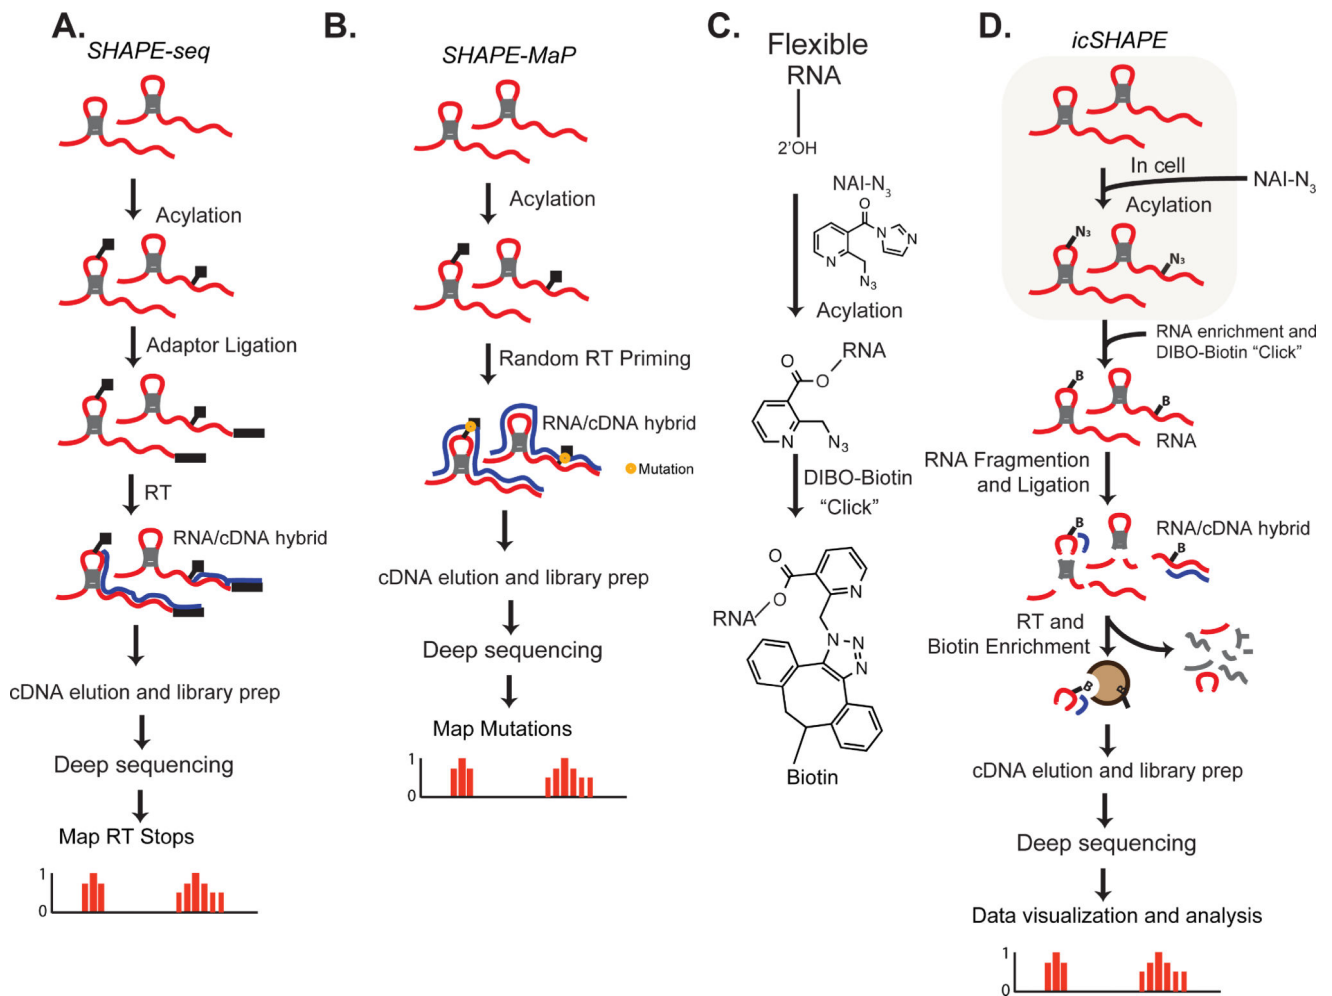 A.
SHAPE-seq
Acylation
Adaptor Ligation
RT
RNA/cDNA hybrid
cDNA elution and library prep
Deep sequencing
Map RT Stops
1
0
B.
SHAPE-MaP
Acylation
Random RT Priming
RNA/cDNA hybrid
Mutation
cDNA elution and library prep
Deep sequencing
Map Mutations
1
0
C.
Flexible
RNA
2'OH
NAI-N3
O
N
N
N
N3
Acylation
O
RNA
O
N
N3
DIBO-Biotin
“Click”
O
O
N
RNA
N
N
N
Biotin
D.
icSHAPE
In cell
NAI-N3
Acylation
N3
N3
RNA enrichment and
DIBO-Biotin “Click”
B
B
RNA
RNA Fragmention
and Ligation
B
RNA/cDNA hybrid
B
RT and
Biotin Enrichment
B
B
cDNA elution and library prep
Deep sequencing
Data visualization and analysis
1
0